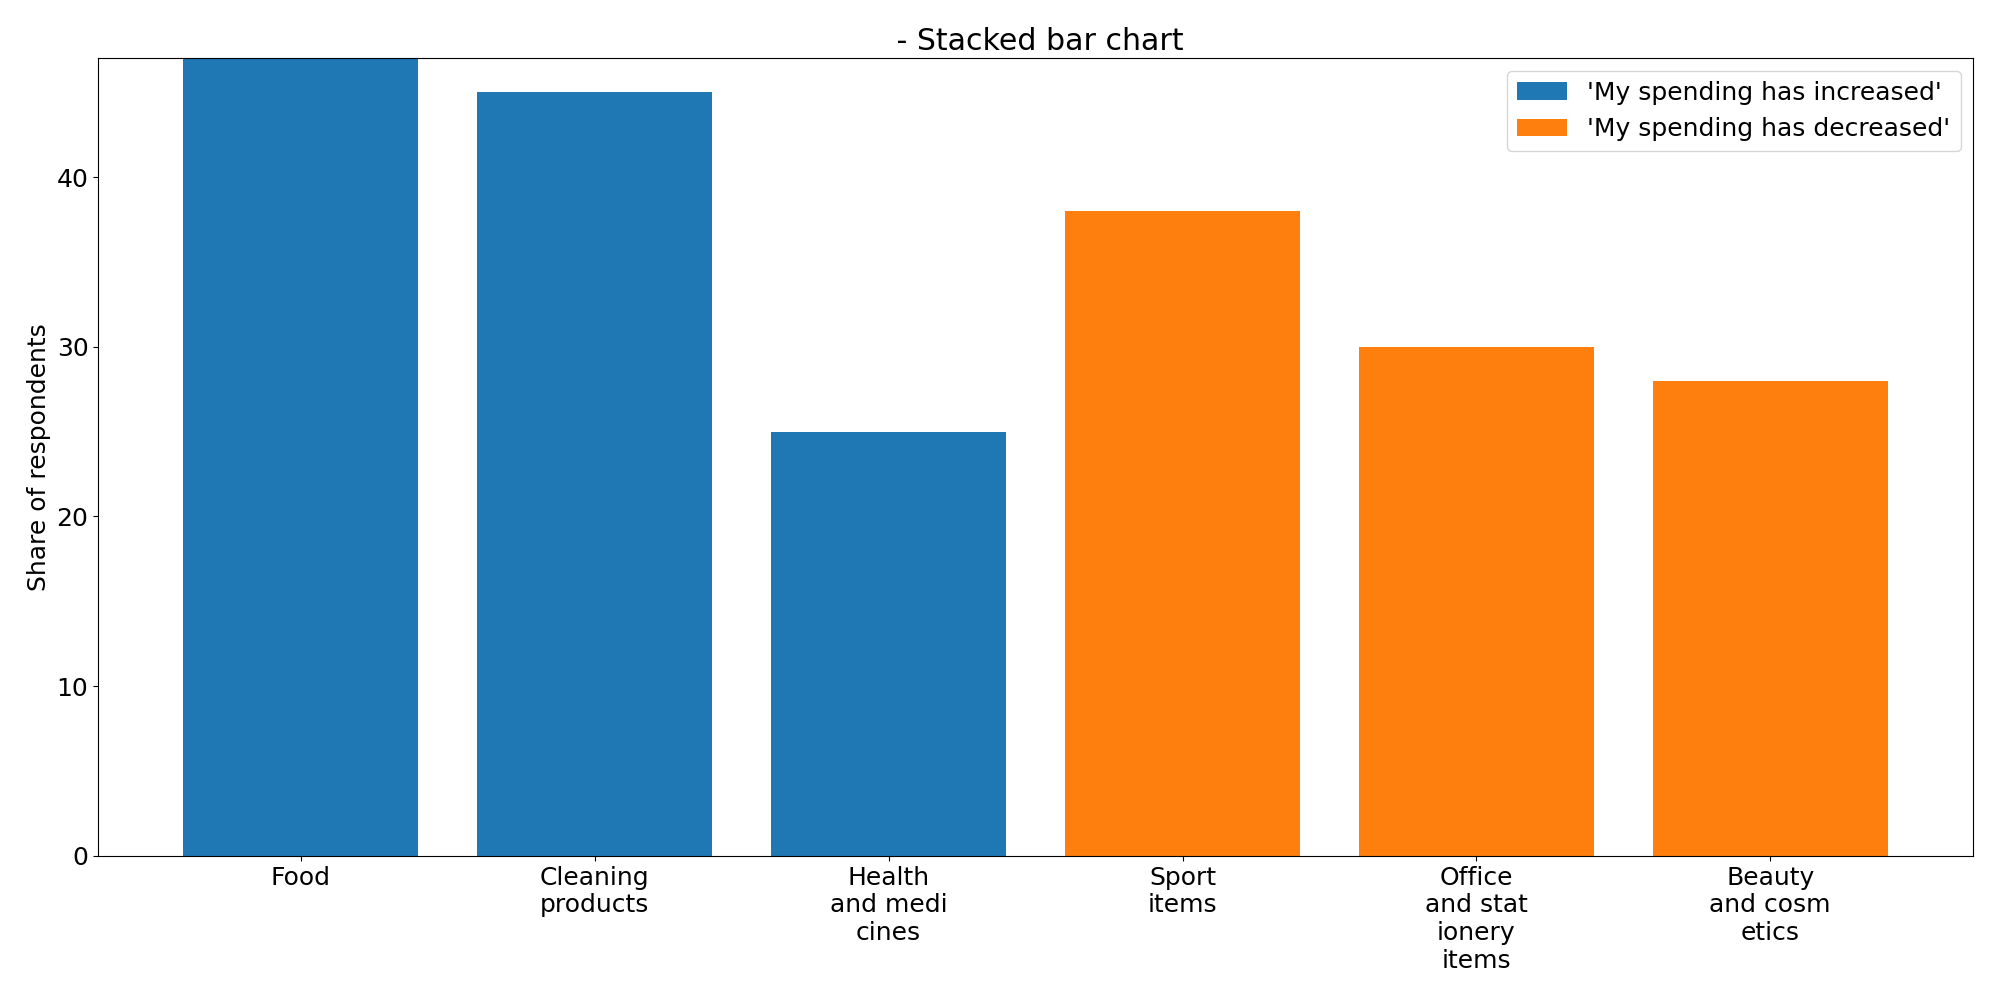 - Stacked bar chart
'My spending has increased'
'My spending has decreased'
Share of respondents
40
30
20
10
0
Food
Cleaning
products
Health
and medi
cines
Sport
items
Office
and stat
ionery
items
Beauty
and cosm
etics